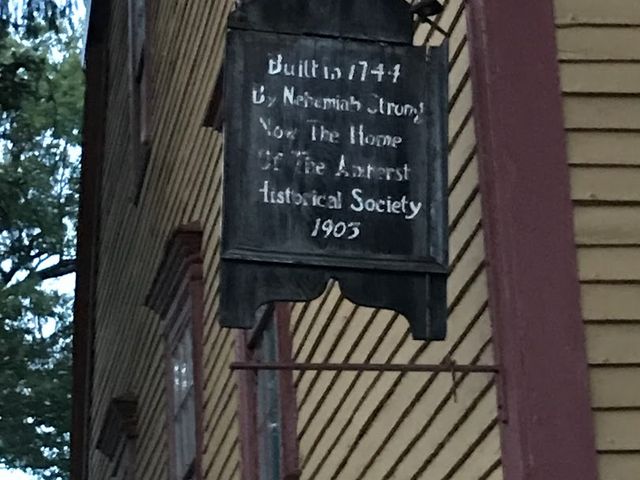 Built in 1744
By Nehemiah Strong
Now The Home
Of The Amherst
Historical Society
1903